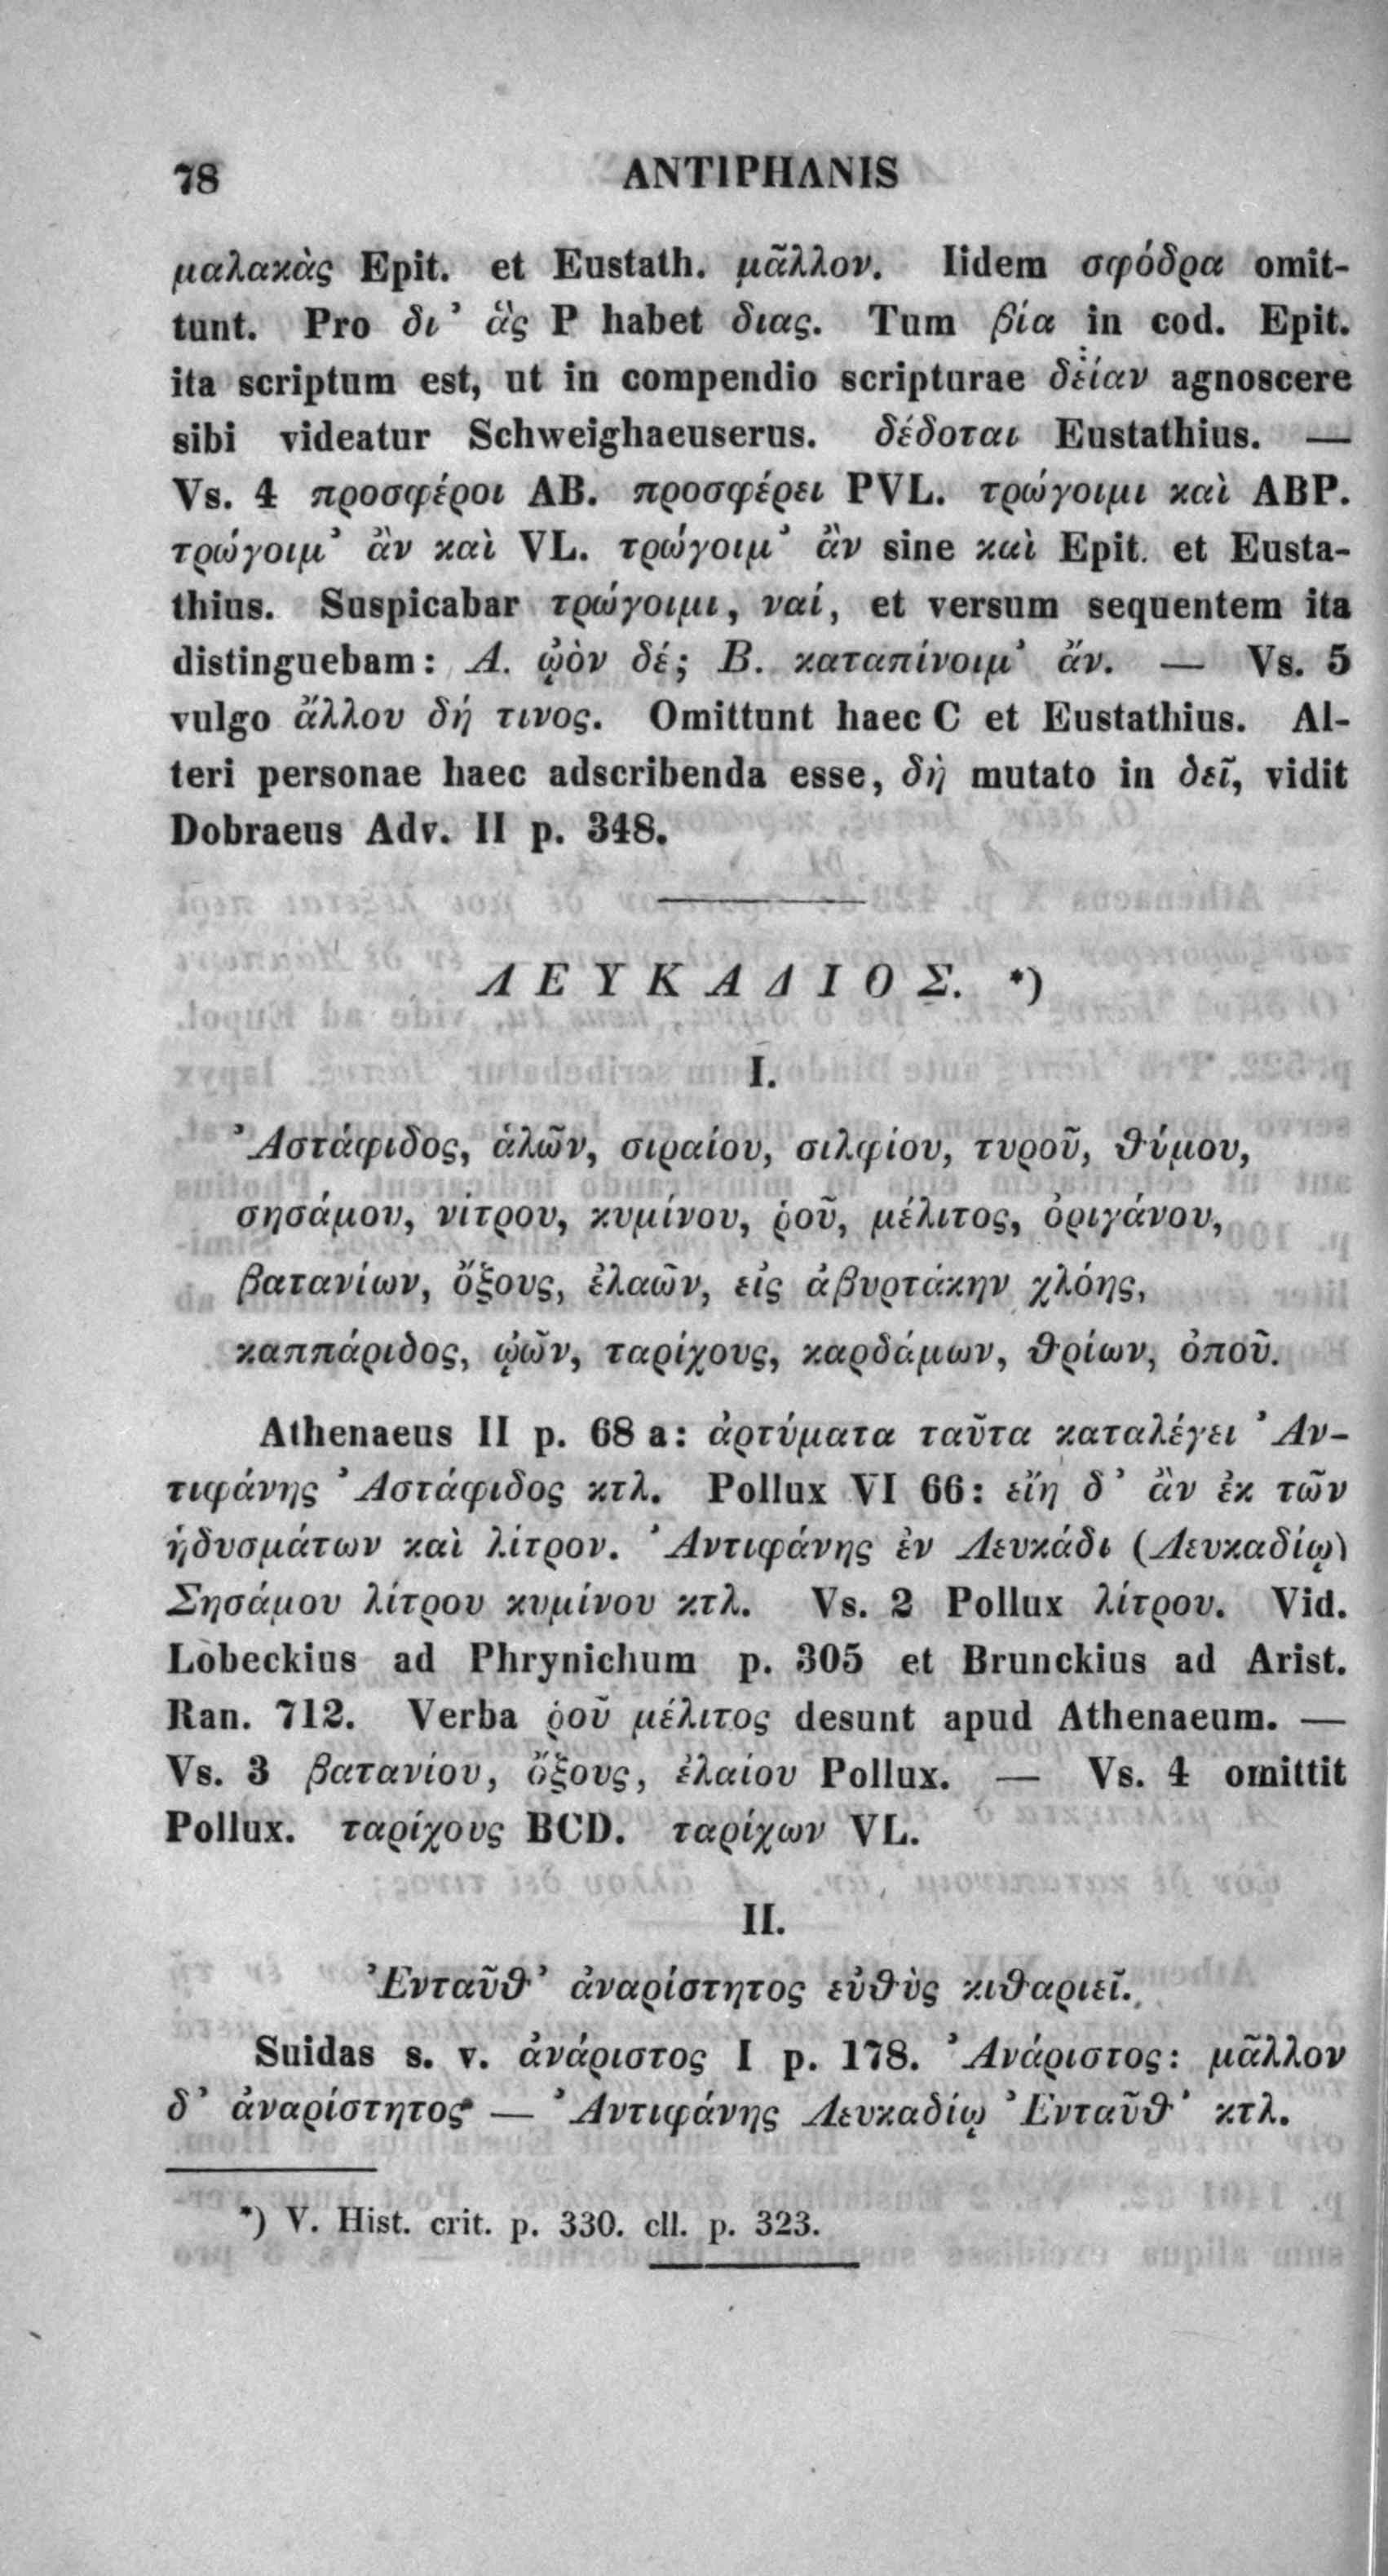 78 ANTIPHANIS
μαλακὰς Epit. et Eustath. μᾶλλον. Iidem σφόδρα omit-
tunt. Pro δι᾽ ἃς P habet διας. Tum βία in cod. Epit.
ita scriptum est, ut in compendio scripturae agnoscere
sibi videatur Schweighaeuserus. δέδοται Eustathius. —
Vs. 4 προσφέροι AB. προσφέρει PVL. τρώγοιμι καὶ ABP.
τρώγοιμ᾽ ἂν καὶ VL. τρώγοιμ᾽ ἂν sine καὶ Epit. et Eusta-
thius. Suspicabar τρώγοιμι, ναί, et versum sequentem ita
distinguebam: Α. ᾠὸν δέ; Β. καταπίνοιμ᾽ ἄν. — Vs. 5
vulgo ἄλλου δή τινος. Omittunt haec C et Eustathius. Al-
teri personae haec adscribenda esse, δὴ mutato in δεῖ, vidit
Dobraeus Adv. II p. 348.
ΛΕΥΚΑΔΙΟΣ. *)
I.
Ἀστάφιδος, ἁλῶν, σιραίου, σιλφίου, τυροῦ, θύμου,
σησάμου, νίτρου, κυμίνου, ῥοῦ, μέλιτος, ὀριγάνου,
βατανίων, ὄξους, ἐλαῶν, εἰς ἀβυρτάκην χλόης,
καππάριδος, ᾠῶν, ταρίχους, καρδάμων, θρίων, ὀποῦ.
Athenaeus II p. 68 a: ἀρτύματα ταῦτα καταλέγει Ἀν-
τιφάνης Ἀστάφιδος κτλ. Pollux VI 66: εἴη δ᾽ ἂν ἐκ τῶν
ἡδυσμάτων καὶ λίτρον. Ἀντιφάνης ἐν Λευκάδι (Λευκαδίῳ)
Σησάμου λίτρου κυμίνου κτλ. Vs. 2 Pollux λίτρου. Vid.
Lobeckius ad Phrynichum p. 305 et Brunckius ad Arist.
Ran. 712. Verba ῥοῦ μέλιτος desunt apud Athenaeum. —
Vs. 3 βατανίου, ὄξους, ἐλαίου Pollux. — Vs. 4 omittit
Pollux. ταρίχους BCD. ταρίχων VL.
II.
Ἐνταῦθ᾽ ἀναρίστητος εὐθὺς κιθαριεῖ.
Suidas s. v. ἀνάριστος I p. 178. Ἀνάριστος: μᾶλλον
δ᾽ ἀναρίστητος — Ἀντιφάνης Λευκαδίῳ Ἐνταῦθ᾽ κτλ.
*) V. Hist. crit. p. 330. cll. p. 323.